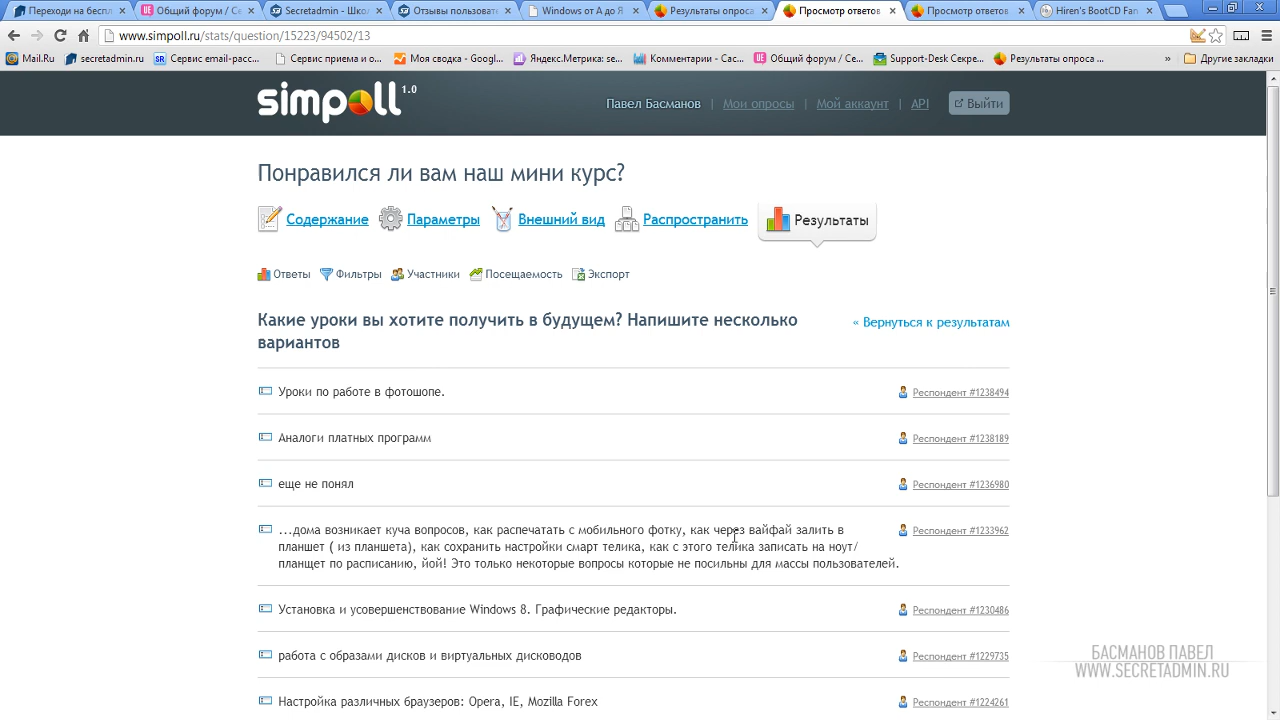 Переходи на беспл
Общий форум / Се
Secretadmin - Шко
Отзывы пользоват
Windows от А до Я
Результаты опроса
Просмотр ответов
Просмотр ответов
Hiren's BootCD Fan
www.simpoll.ru/stats/question/15223/94502/13
Mail.Ru
secretadmin.ru
Сервис email-расс...
Сервис приема и о...
Моя сводка - Googl...
Яндекс.Метрика: se...
Комментарии - Сас...
Общий форум / Се...
Support-Desk Секре...
Результаты опроса ...
»
Другие закладки
simpoll 1.0
Павел Басманов | Мои опросы | Мой аккаунт | API Выйти
Понравился ли вам наш мини курс?
Содержание Параметры Внешний вид Распространить Результаты
Ответы Фильтры Участники Посещаемость Экспорт
Какие уроки вы хотите получить в будущем? Напишите несколько
вариантов
« Вернуться к результатам
Уроки по работе в фотошопе.
Респондент #1238494
Аналоги платных программ
Респондент #1238189
еще не понял
Респондент #1236980
...дома возникает куча вопросов, как распечатать с мобильного фотку, как через вайфай залить в
Респондент #1233962
планшет ( из планшета), как сохранить настройки смарт телика, как с этого телика записать на ноут/
планщет по расписанию, йой! Это только некоторые вопросы которые не посильны для массы пользователей.
Установка и усовершенствование Windows 8. Графические редакторы.
Респондент #1230486
работа с образами дисков и виртуальных дисководов
Респондент #1229735
Настройка различных браузеров: Opera, IE, Mozilla Forex
Респондент #1224261
БАСМАНОВ ПАВЕЛ
WWW.SECRETADMIN.RU